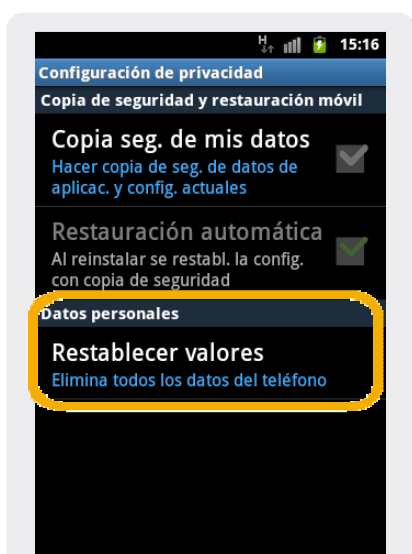 H 15:16
Configuración de privacidad
Copia de seguridad y restauración móvil
Copia seg. de mis datos
Hacer copia de seg. de datos de
aplicac. y config. actuales
Restauración automática
Al reinstalar se restabl. la config.
con copia de seguridad
Datos personales
Restablecer valores
Elimina todos los datos del teléfono